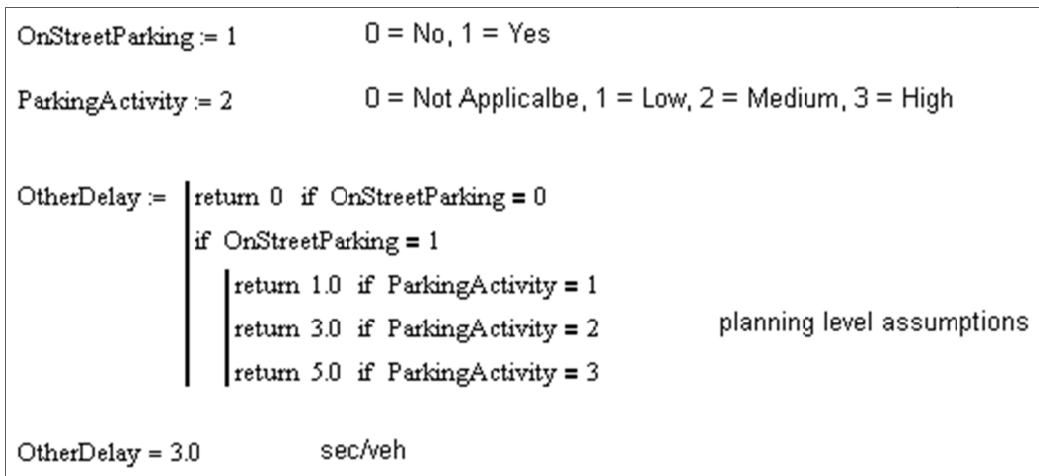 OnStreetParking := 1 0 = No, 1 = Yes
ParkingActivity := 2 0 = Not Applicalbe, 1 = Low, 2 = Medium, 3 = High
OtherDelay := return 0 if OnStreetParking = 0
if OnStreetParking = 1
return 1.0 if ParkingActivity = 1
return 3.0 if ParkingActivity = 2 planning level assumptions
return 5.0 if ParkingActivity = 3
OtherDelay = 3.0 sec/veh